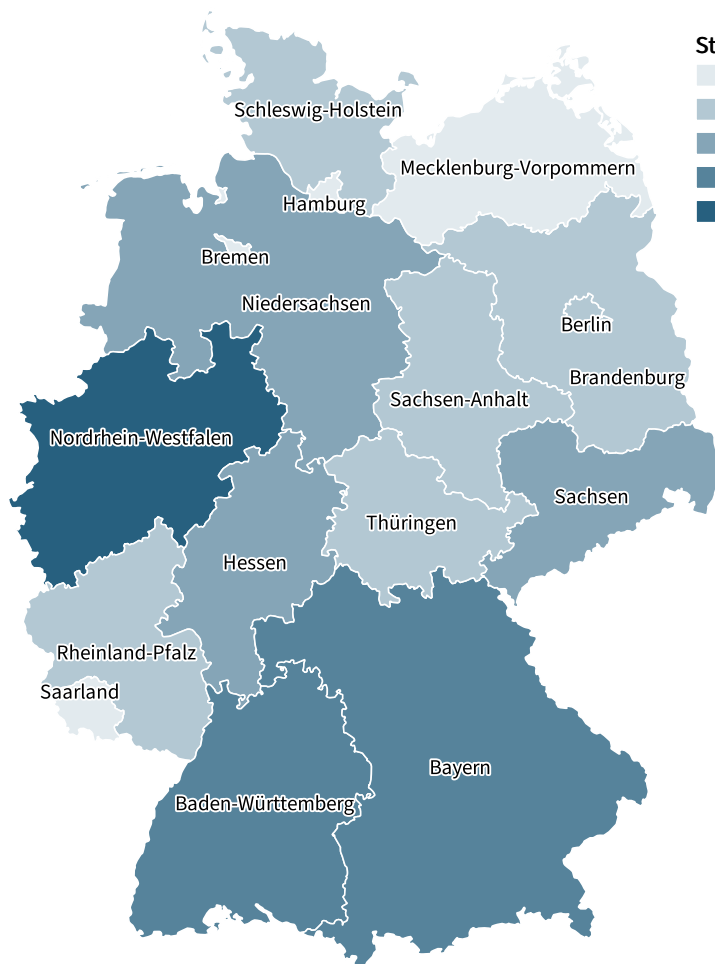 St
Schleswig-Holstein
Mecklenburg-Vorpommern
Hamburg
Bremen
Niedersachsen
Berlin
Brandenburg
Sachsen-Anhalt
Nordrhein-Westfalen
Sachsen
Thüringen
Hessen
Rheinland-Pfalz
Saarland
Bayern
Baden-Württemberg